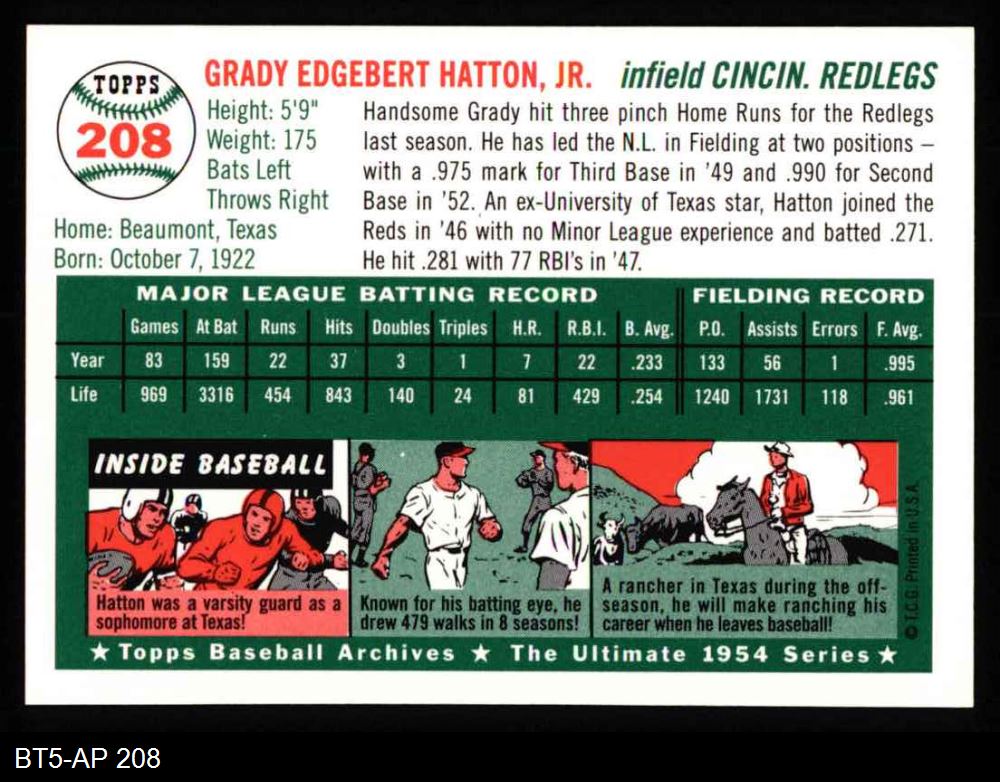 TOPPS
208
GRADY EDGEBERT HATTON, JR. infield CINCIN. REDLEGS
Height: 5'9"
Weight: 175
Bats Left
Throws Right
Home: Beaumont, Texas
Born: October 7, 1922
Handsome Grady hit three pinch Home Runs for the Redlegs
last season. He has led the N.L. in Fielding at two positions –
with a .975 mark for Third Base in '49 and .990 for Second
Base in '52. An ex-University of Texas star, Hatton joined the
Reds in '46 with no Minor League experience and batted .271.
He hit .281 with 77 RBI's in '47.
MAJOR LEAGUE BATTING RECORD FIELDING RECORD
Games At Bat Runs Hits Doubles Triples H.R. R.B.I. B. Avg. P.O. Assists Errors F. Avg.
Year 83 159 22 37 3 1 7 22 .233 133 56 1 .995
Life 969 3316 454 843 140 24 81 429 .254 1240 1731 118 .961
INSIDE BASEBALL
Hatton was a varsity guard as a
sophomore at Texas!
Known for his batting eye, he
drew 479 walks in 8 seasons!
A rancher in Texas during the off-
season, he will make ranching his
career when he leaves baseball!
© T.C.G. Printed in U.S.A.
★ Topps Baseball Archives ★ The Ultimate 1954 Series ★
BT5-AP 208